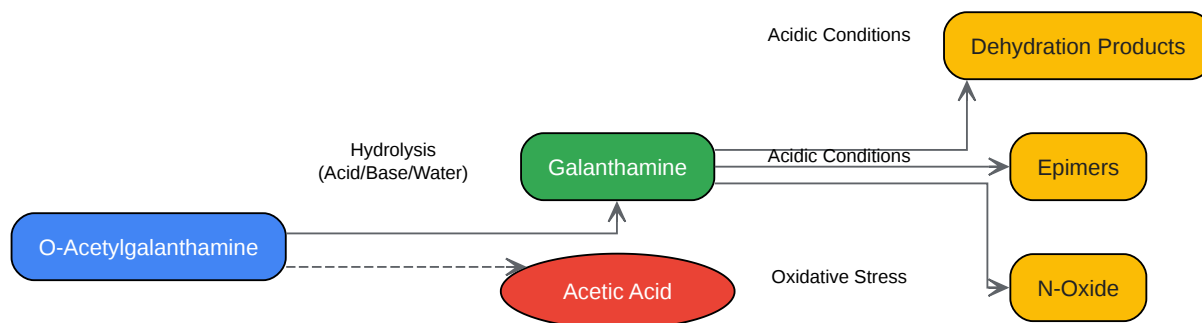 Acidic Conditions
Dehydration Products
Hydrolysis
(Acid/Base/Water)
Galanthamine
Acidic Conditions
Epimers
O-Acetylgalanthamine
Acetic Acid
Oxidative Stress
N-Oxide